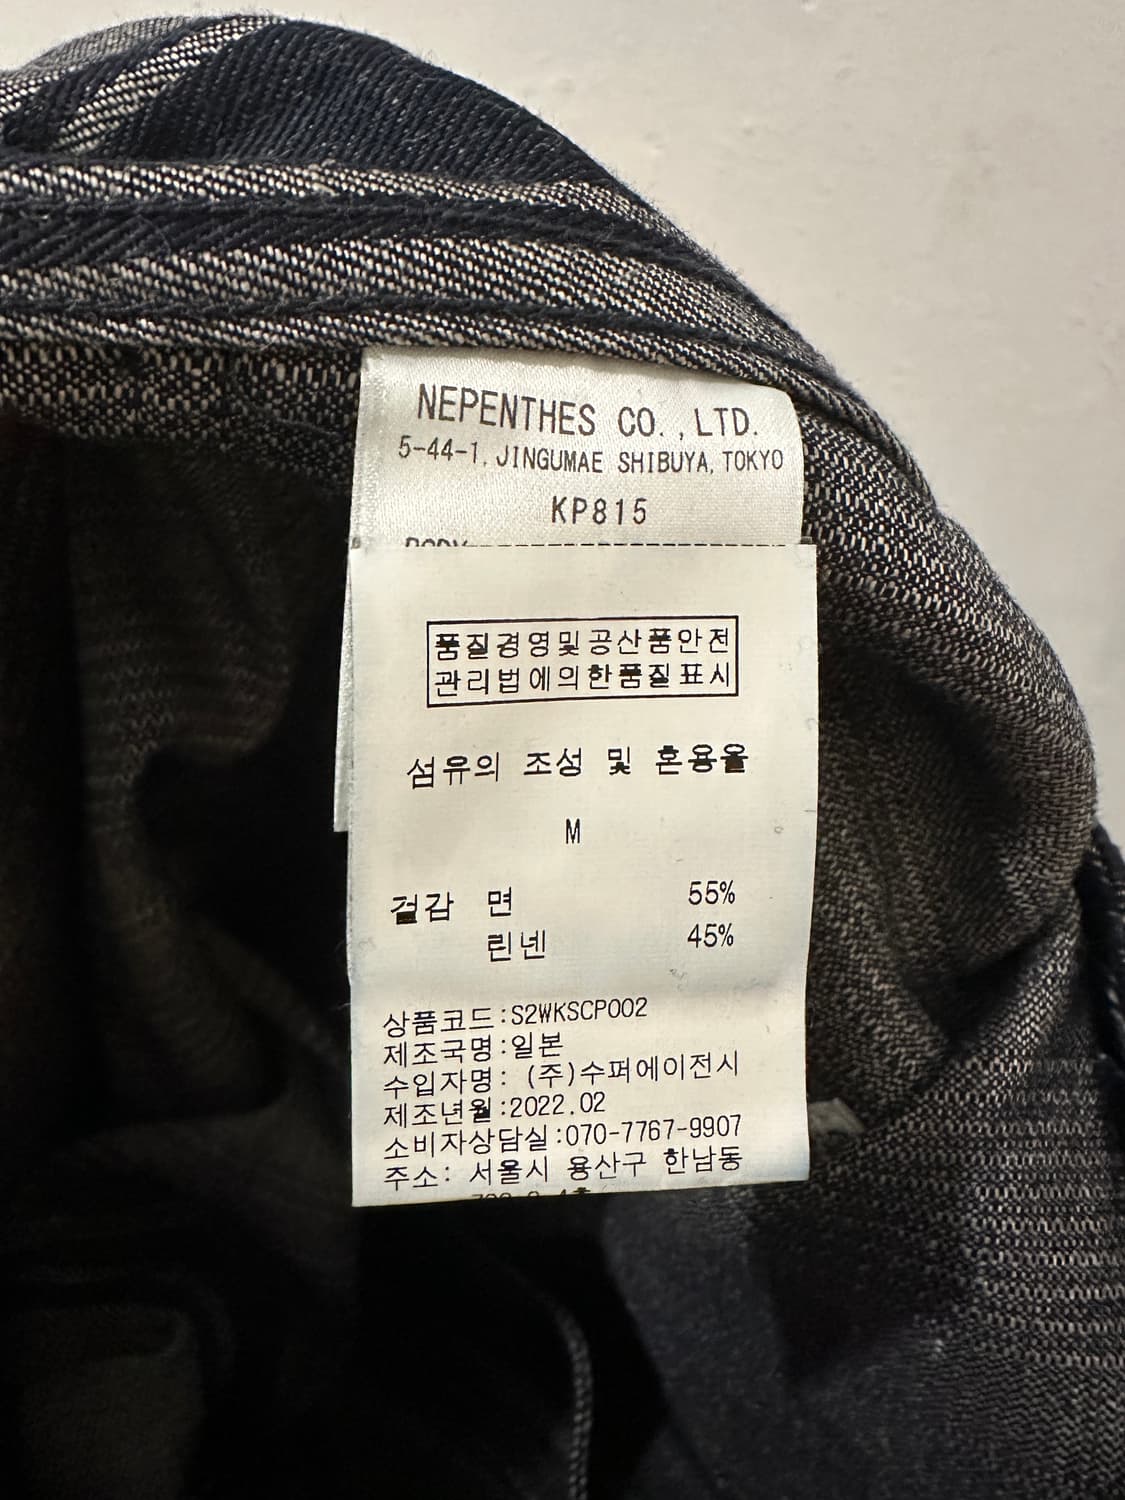 NEPENTHES CO.,LTD.
5-44-1, JINGUMAE SHIBUYA, TOKYO
KP815
BODY
품질경영및공산품안전
관리법에의한품질표시
섬유의 조성 및 혼용율
M
겉감 면 55%
린넨 45%
상품코드:S2WKSCP002
제조국명:일본
수입자명: (주)수퍼에이전시
제조년월:2022.02
소비자상담실:070-7767-9907
주소: 서울시 용산구 한남동